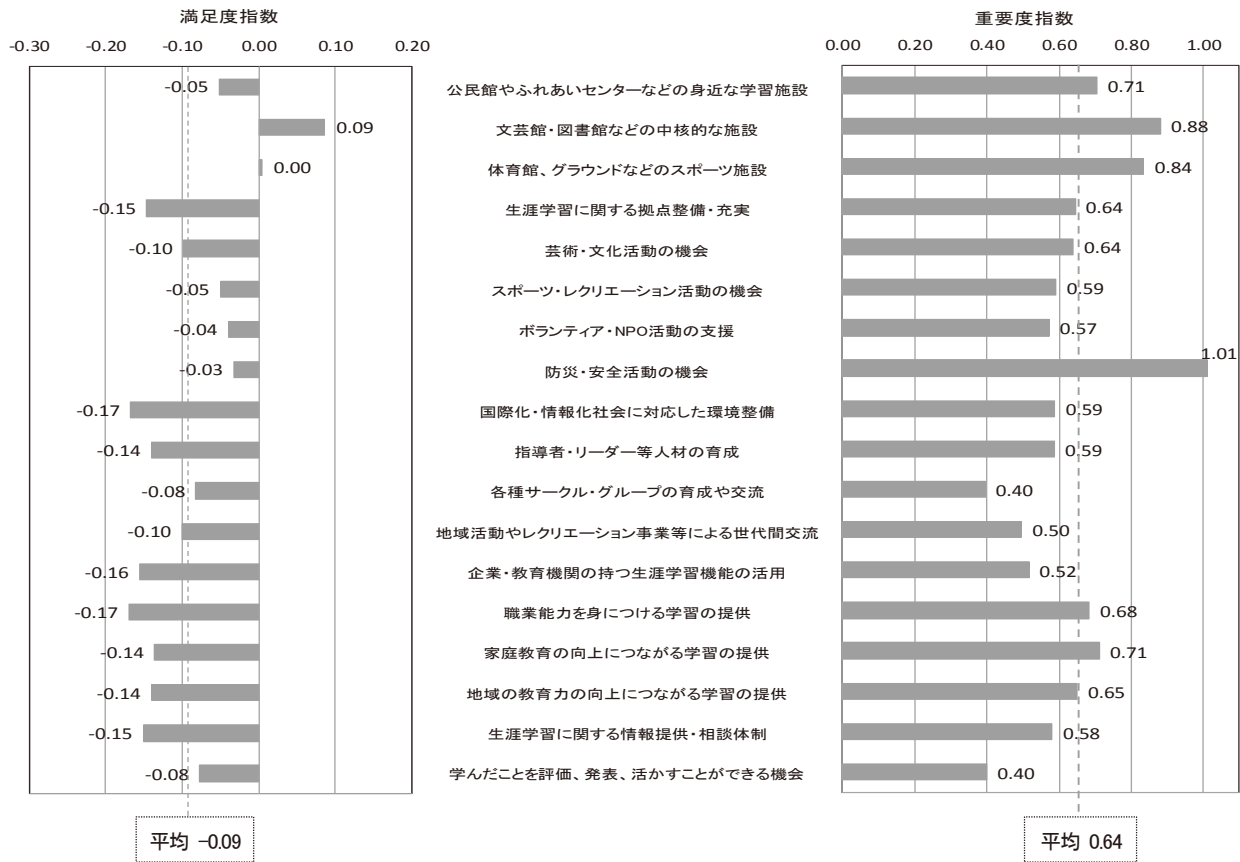 満足度指数
重要度指数
-0.30 -0.20 -0.10 0.00 0.10 0.20
0.00 0.20 0.40 0.60 0.80 1.00
-0.05 公民館やふれあいセンターなどの身近な学習施設 0.71
0.09 文芸館・図書館などの中核的な施設 0.88
0.00 体育館、グラウンドなどのスポーツ施設 0.84
-0.15 生涯学習に関する拠点整備・充実 0.64
-0.10 芸術・文化活動の機会 0.64
-0.05 スポーツ・レクリエーション活動の機会 0.59
-0.04 ボランティア・NPO活動の支援 0.57
-0.03 防災・安全活動の機会 1.01
-0.17 国際化・情報化社会に対応した環境整備 0.59
-0.14 指導者・リーダー等人材の育成 0.59
-0.08 各種サークル・グループの育成や交流 0.40
-0.10 地域活動やレクリエーション事業等による世代間交流 0.50
-0.16 企業・教育機関の持つ生涯学習機能の活用 0.52
-0.17 職業能力を身につける学習の提供 0.68
-0.14 家庭教育の向上につながる学習の提供 0.71
-0.14 地域の教育力の向上につながる学習の提供 0.65
-0.15 生涯学習に関する情報提供・相談体制 0.58
-0.08 学んだことを評価、発表、活かすことができる機会 0.40
平均 -0.09
平均 0.64